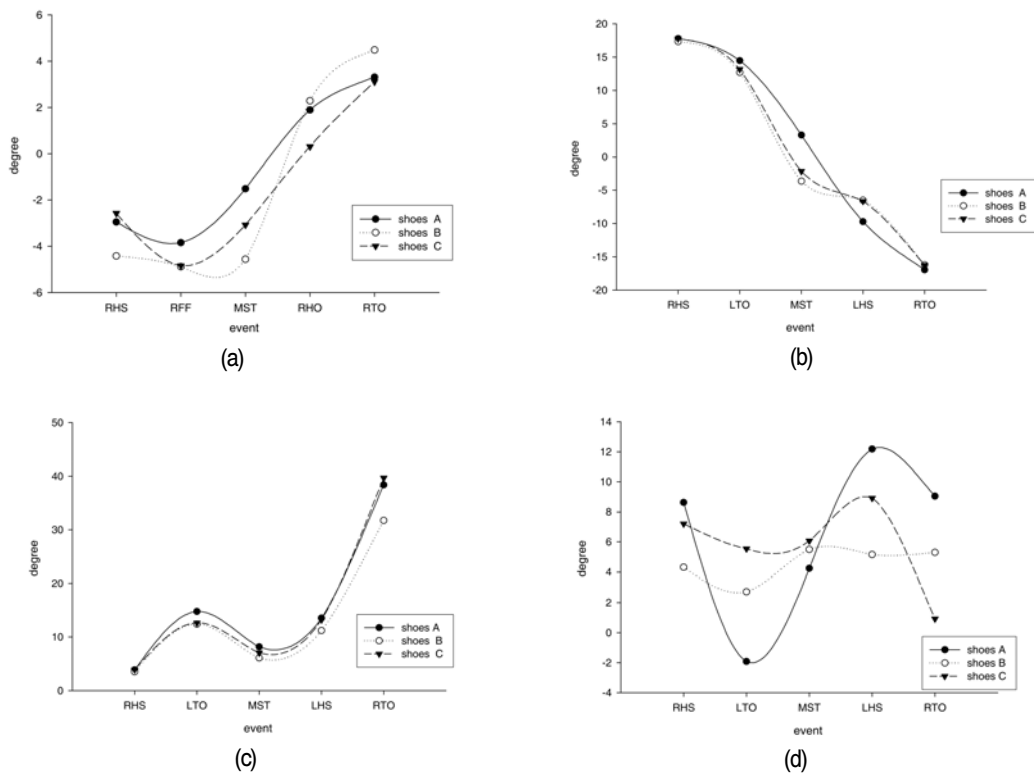 6
4
2
0
-2
-4
-6
degree
RHS RFF MST RHO RTO
event
shoes A
shoes B
shoes C
(a)
20
15
10
5
0
-5
-10
-15
-20
degree
RHS LTO MST LHS RTO
event
shoes A
shoes B
shoes C
(b)
50
40
30
20
10
0
degree
RHS LTO MST LHS RTO
event
shoes A
shoes B
shoes C
(c)
14
12
10
8
6
4
2
0
-2
-4
degree
RHS LTO MST LHS RTO
event
shoes A
shoes B
shoes C
(d)